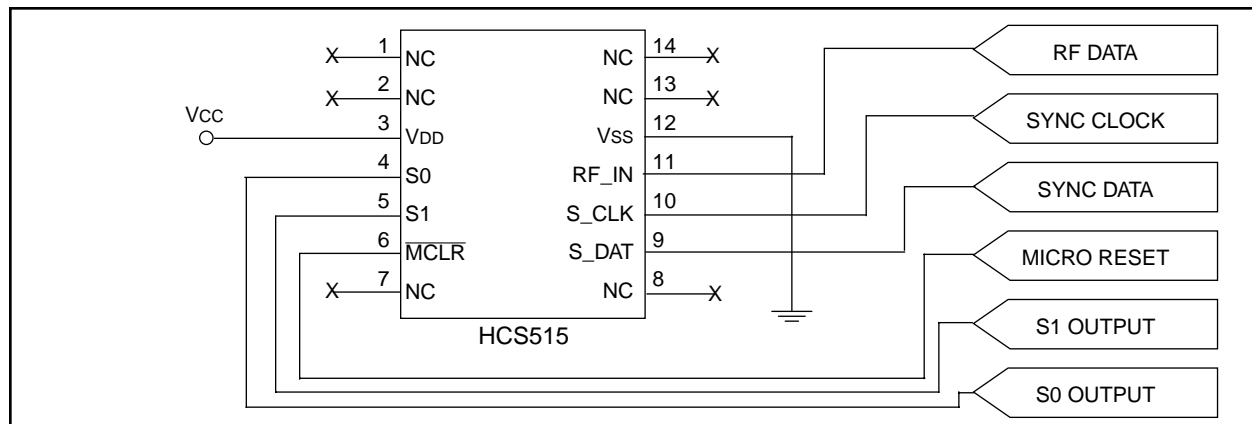 1 NC
2 NC
VCC
3 VDD
4 S0
5 S1
6 MCLR
7 NC
NC 14
NC 13
VSS 12
RF_IN 11
S_CLK 10
S_DAT 9
NC 8
HCS515
RF DATA
SYNC CLOCK
SYNC DATA
MICRO RESET
S1 OUTPUT
S0 OUTPUT